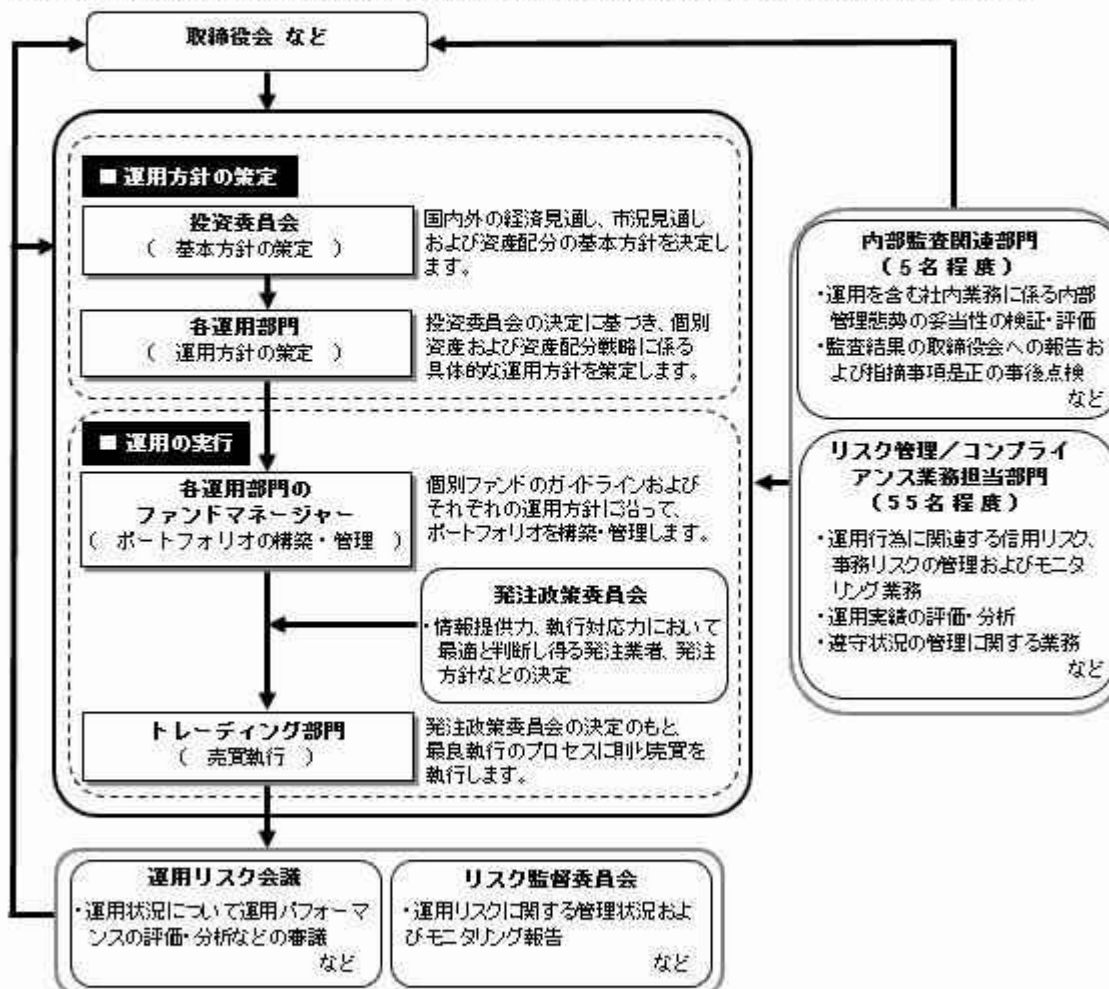 取締役会 など
■ 運用方針の策定
投資委員会
（ 基本方針の策定 ）
国内外の経済見通し、市況見通し
および資産配分の基本方針を決定し
ます。
各運用部門
（ 運用方針の策定 ）
投資委員会の決定に基づき、個別
資産および資産配分戦略に係る
具体的な運用方針を策定します。
■ 運用の実行
各運用部門の
ファンドマネージャー
（ ポートフォリオの構築・管理 ）
個別ファンドのガイドラインおよび
それぞれの運用方針に沿って、
ポートフォリオを構築・管理します。
発注政策委員会
・情報提供力、執行対応力において
最適と判断し得る発注業者、発注
方針などの決定
トレーディング部門
（ 売買執行 ）
発注政策委員会の決定のもと
最良執行のプロセスに則り売買を
執行します。
内部監査関連部門
（５名程度）
・運用を含む社内業務に係る内部
管理態勢の妥当性の検証・評価
・監査結果の取締役会への報告お
よび指摘事項是正の事後点検
など
リスク管理／コンプライ
アンス業務担当部門
（５５名程度）
・運用行為に関連する信用リスク、
事務リスクの管理およびモニタ
リング業務
・運用実績の評価・分析
・遵守状況の管理に関する業務
など
運用リスク会議
・運用状況について運用パフォーマ
ンスの評価・分析などの審議
など
リスク監督委員会
・運用リスクに関する管理状況およ
びモニタリング報告
など